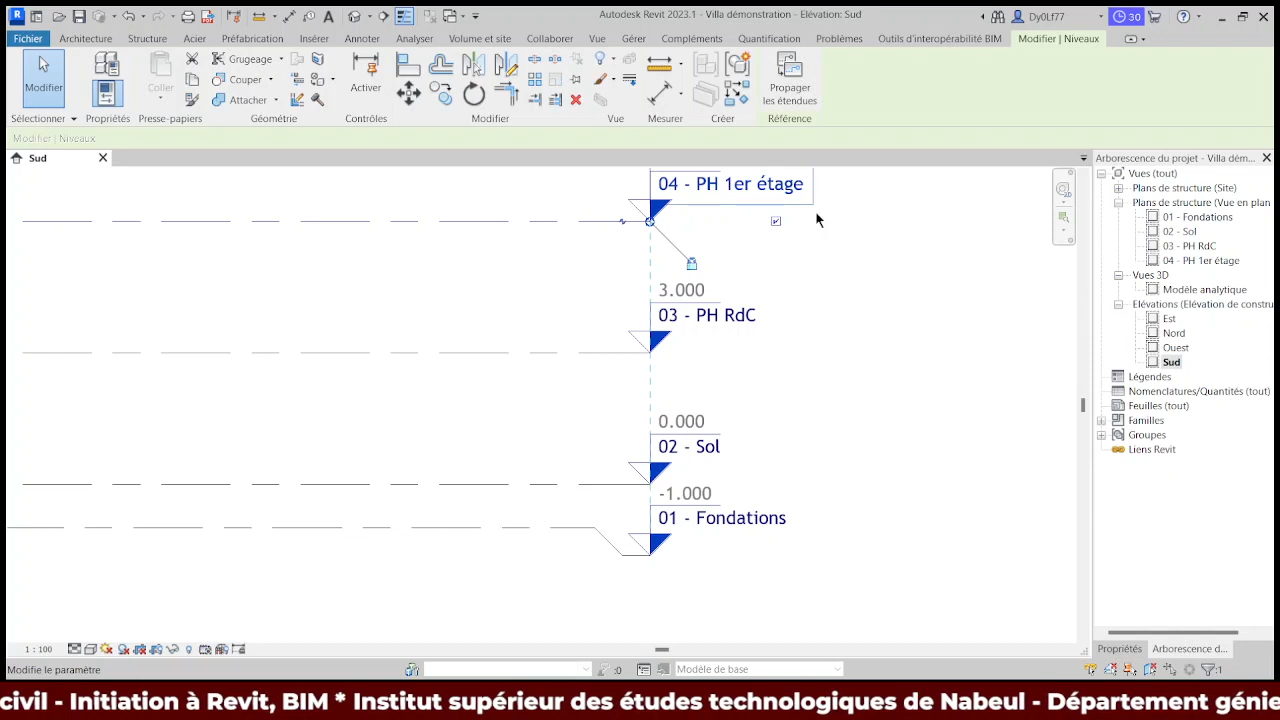 Autodesk Revit 2023.1 - Villa démonstration - Elévation: Sud
Dy0Lf77
30
Fichier Architecture Structure Acier Préfabrication Insérer Annoter Analyser Volume et site Collaborer Vue Gérer Compléments Quantification Problèmes Outils d'interopérabilité BIM Modifier | Niveaux
Modifier
Coller
Grugeage
Couper
Attacher
Activer
Propager
les étendues
Sélectionner Propriétés Presse-papiers Géométrie Contrôles Modifier Vue Mesurer Créer Référence
Modifier | Niveaux
Sud
04 - PH 1er étage
3.000
03 - PH RdC
0.000
02 - Sol
-1.000
01 - Fondations
Arborescence du projet - Villa dém...
Vues (tout)
Plans de structure (Site)
Plans de structure (Vue en plan
01 - Fondations
02 - Sol
03 - PH RdC
04 - PH 1er étage
Vues 3D
Modèle analytique
Elévations (Elévation de constru
Est
Nord
Ouest
Sud
Légendes
Nomenclatures/Quantités (tout)
Feuilles (tout)
Familles
Groupes
Liens Revit
Propriétés Arborescence d...
1 : 100
Modifie le paramètre
:0
Modèle de base
:1
civil - Initiation à Revit, BIM * Institut supérieur des études technologiques de Nabeul - Département génie